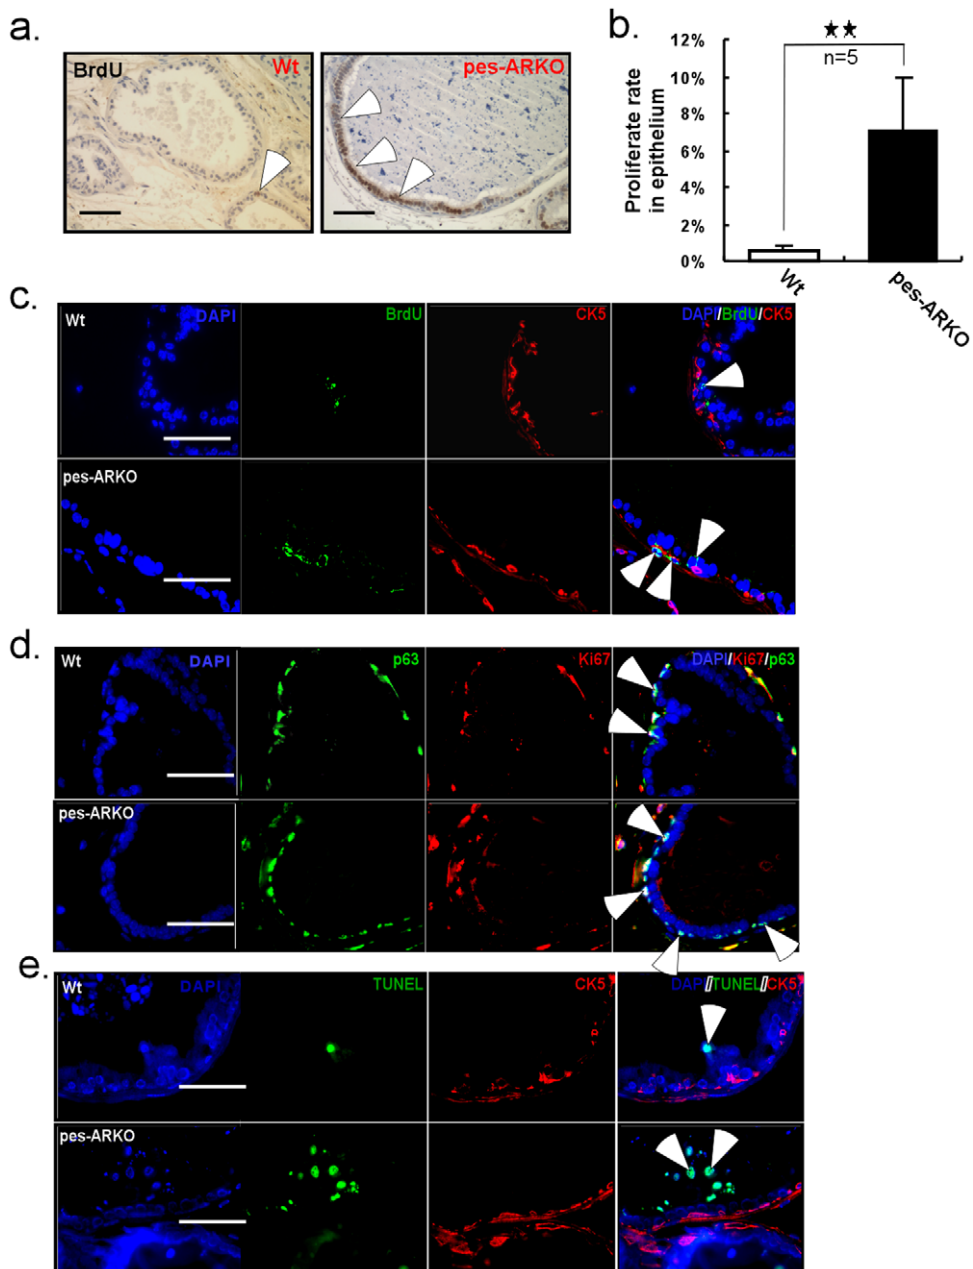 a.
BrdU
Wt
pes-ARKO
b.
★★
n=5
12%
10%
8%
6%
4%
2%
0%
Proliferate rate
in epithelium
Wt
pes-ARKO
c.
Wt
DAPI
BrdU
CK5
DAPI/BrdU/CK5
pes-ARKO
d.
Wt
DAPI
p63
Ki67
DAPI/Ki67/p63
pes-ARKO
e.
Wt
DAPI
TUNEL
CK5
DAPI/TUNEL/CK5
pes-ARKO